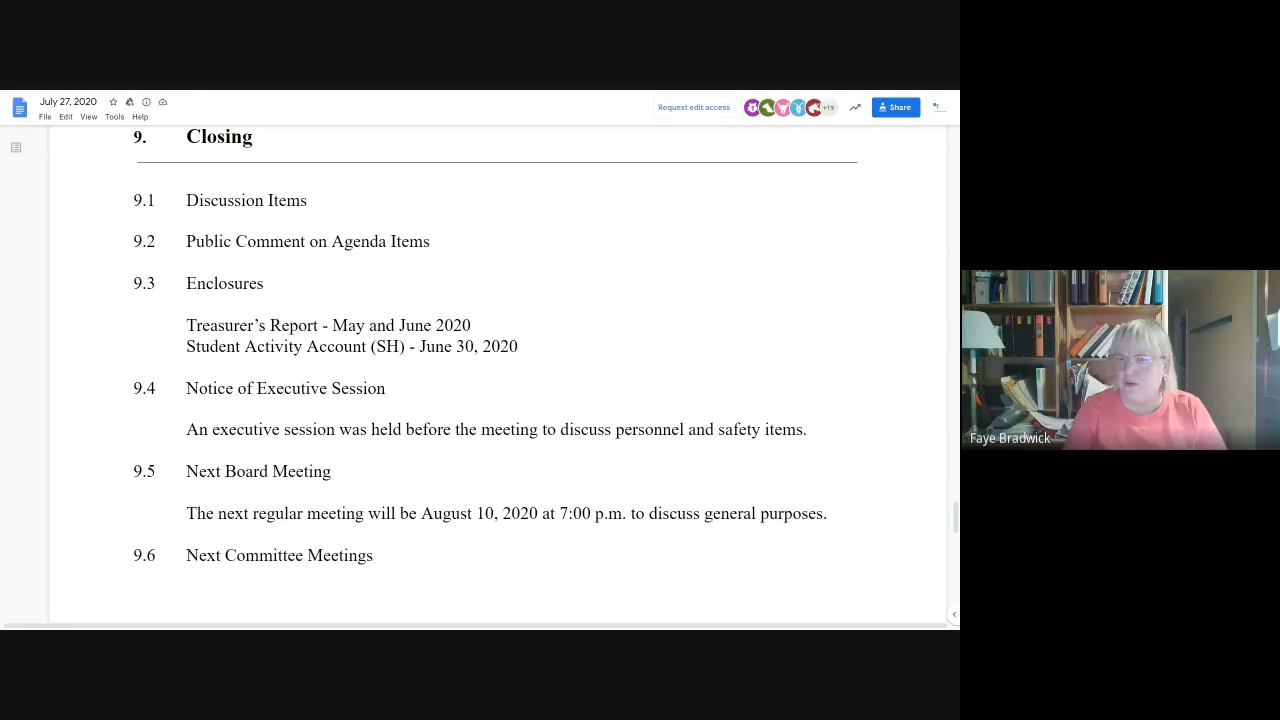 July 27, 2020
File Edit View Tools Help
Request edit access
+19
Share
9. Closing
9.1 Discussion Items
9.2 Public Comment on Agenda Items
9.3 Enclosures
Treasurer’s Report - May and June 2020
Student Activity Account (SH) - June 30, 2020
9.4 Notice of Executive Session
An executive session was held before the meeting to discuss personnel and safety items.
9.5 Next Board Meeting
The next regular meeting will be August 10, 2020 at 7:00 p.m. to discuss general purposes.
9.6 Next Committee Meetings
Faye Bradwick